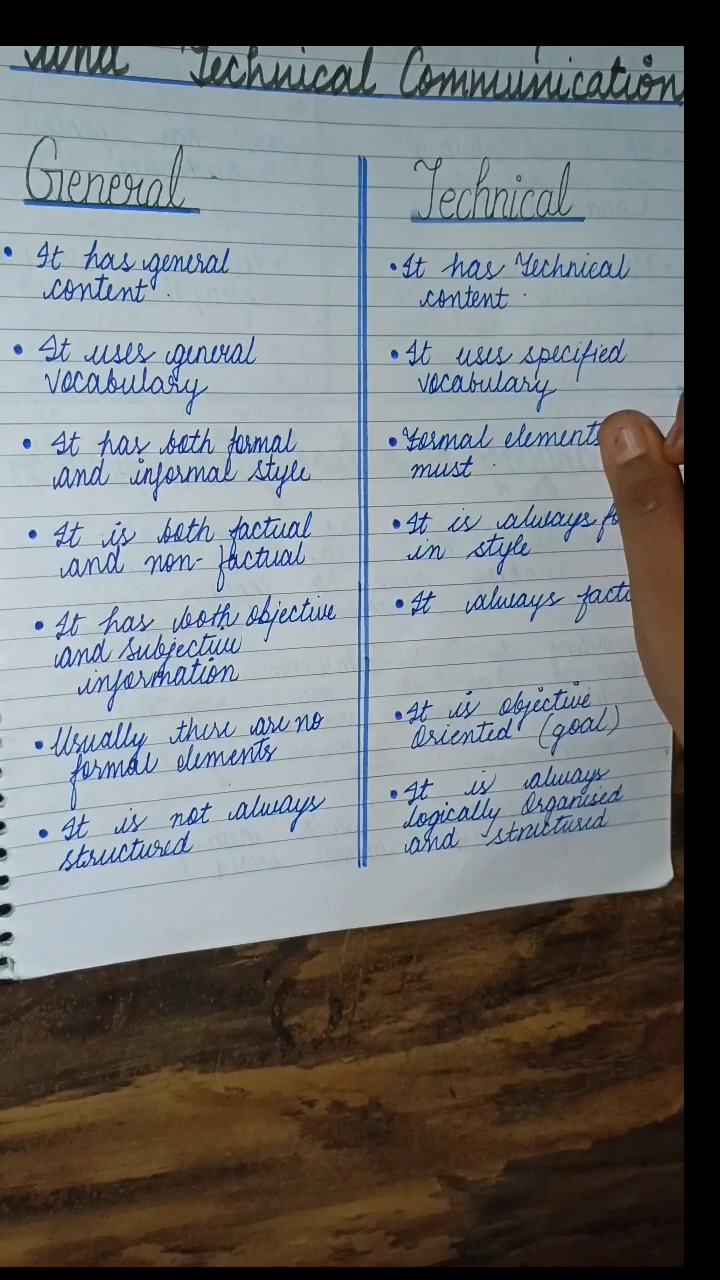 and Technical Communication
General
• It has general
content.
• It uses general
vocabulary
• It has both formal
and informal style
• It is both factual
and non-factual
• It has both objective
and subjective
information
• Usually there are no
formal elements
• It is not always
structured
Technical
• It has Technical
content.
• It uses specified
vocabulary
• Formal elements
must.
• It is always
in style
• It always
• It is objective
Oriented (goal)
• It is always
logically Organised
and structured